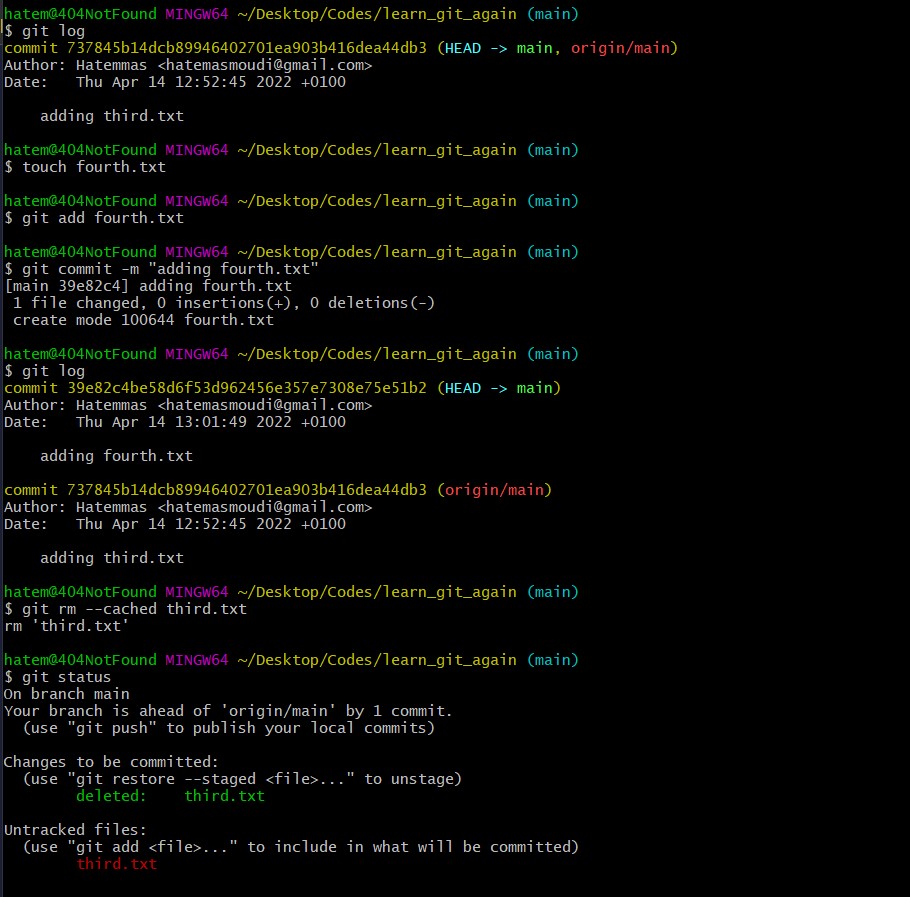 hatem@404NotFound MINGW64 ~/Desktop/Codes/learn_git_again (main)
$ git log
commit 737845b14dcb89946402701ea903b416dea44db3 (HEAD -> main, origin/main)
Author: Hatemmas <hatemasmoudi@gmail.com>
Date:   Thu Apr 14 12:52:45 2022 +0100

    adding third.txt

hatem@404NotFound MINGW64 ~/Desktop/Codes/learn_git_again (main)
$ touch fourth.txt

hatem@404NotFound MINGW64 ~/Desktop/Codes/learn_git_again (main)
$ git add fourth.txt

hatem@404NotFound MINGW64 ~/Desktop/Codes/learn_git_again (main)
$ git commit -m "adding fourth.txt"
[main 39e82c4] adding fourth.txt
 1 file changed, 0 insertions(+), 0 deletions(-)
 create mode 100644 fourth.txt

hatem@404NotFound MINGW64 ~/Desktop/Codes/learn_git_again (main)
$ git log
commit 39e82c4be58d6f53d962456e357e7308e75e51b2 (HEAD -> main)
Author: Hatemmas <hatemasmoudi@gmail.com>
Date:   Thu Apr 14 13:01:49 2022 +0100

    adding fourth.txt

commit 737845b14dcb89946402701ea903b416dea44db3 (origin/main)
Author: Hatemmas <hatemasmoudi@gmail.com>
Date:   Thu Apr 14 12:52:45 2022 +0100

    adding third.txt

hatem@404NotFound MINGW64 ~/Desktop/Codes/learn_git_again (main)
$ git rm --cached third.txt
rm 'third.txt'

hatem@404NotFound MINGW64 ~/Desktop/Codes/learn_git_again (main)
$ git status
On branch main
Your branch is ahead of 'origin/main' by 1 commit.
  (use "git push" to publish your local commits)

Changes to be committed:
  (use "git restore --staged <file>..." to unstage)
        deleted:    third.txt

Untracked files:
  (use "git add <file>..." to include in what will be committed)
        third.txt